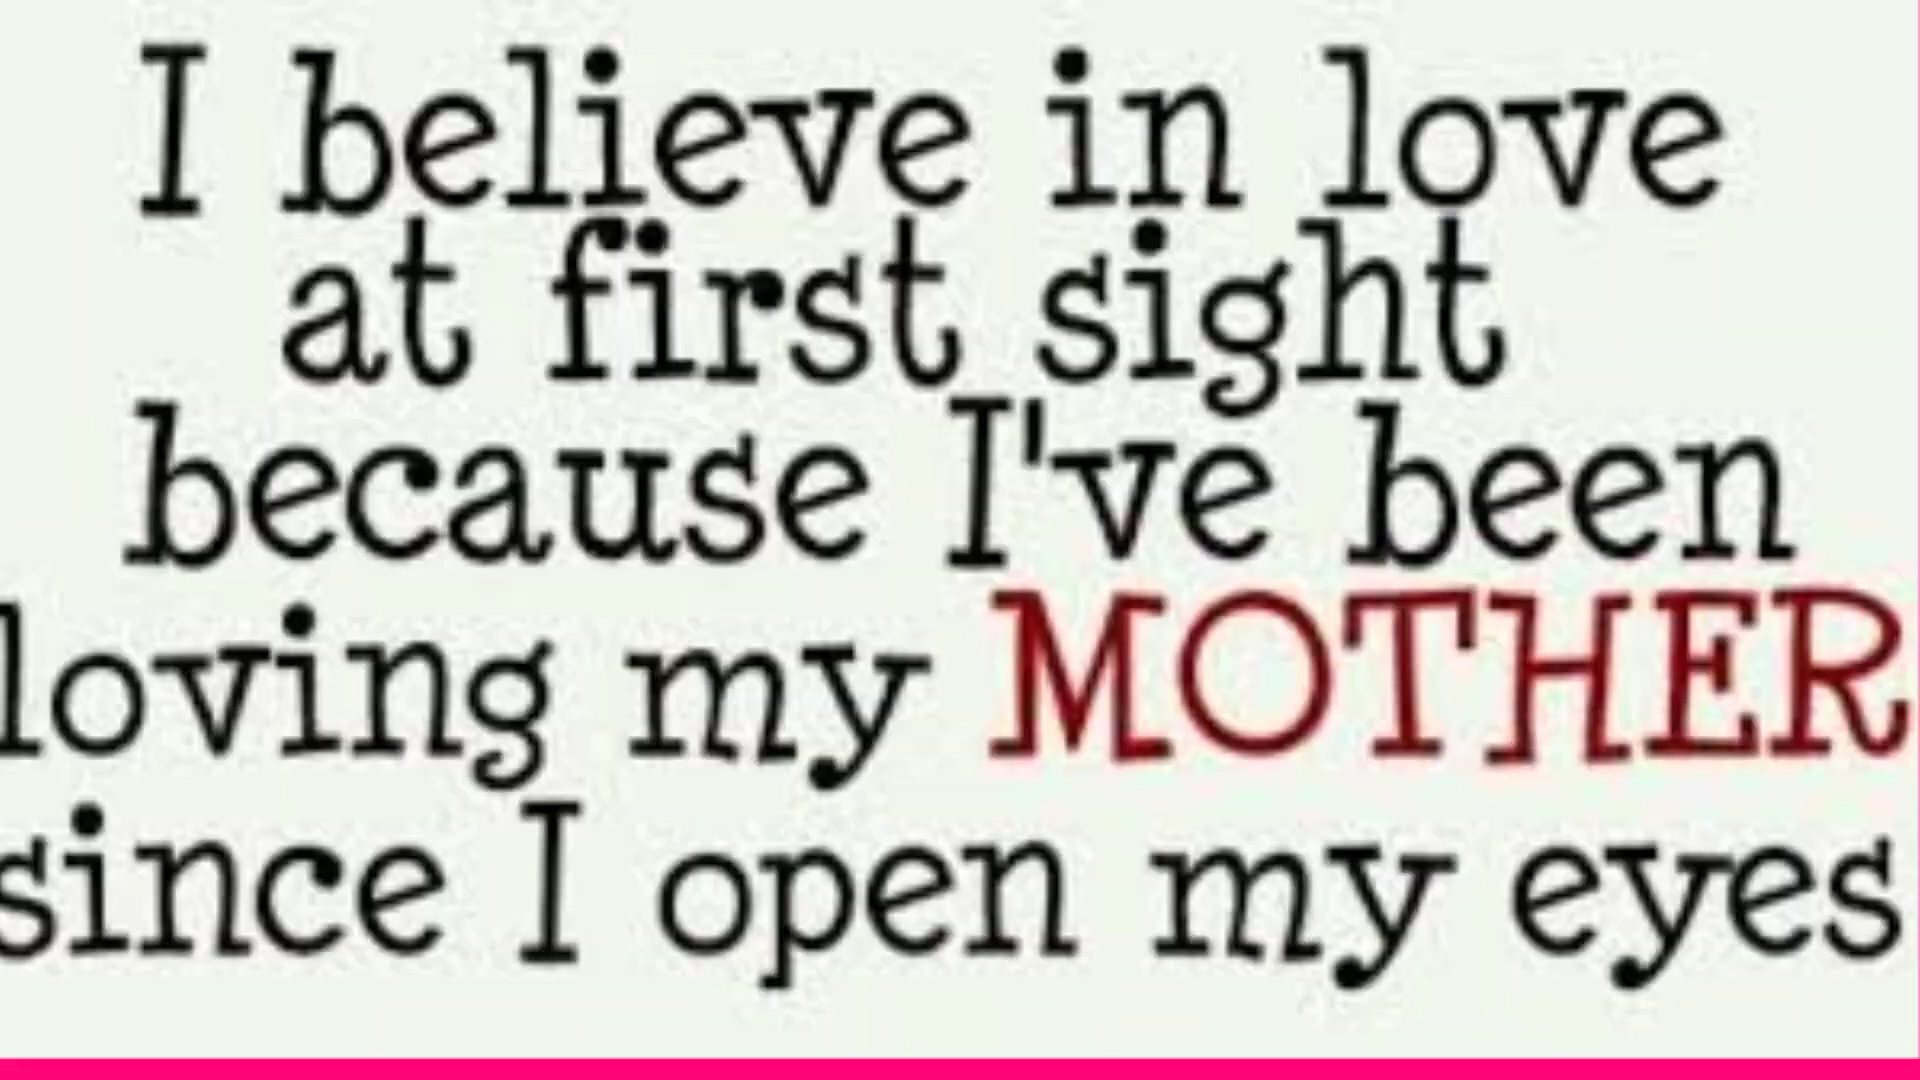 I believe in love
at first sight
because I've been
loving my MOTHER
since I open my eyes